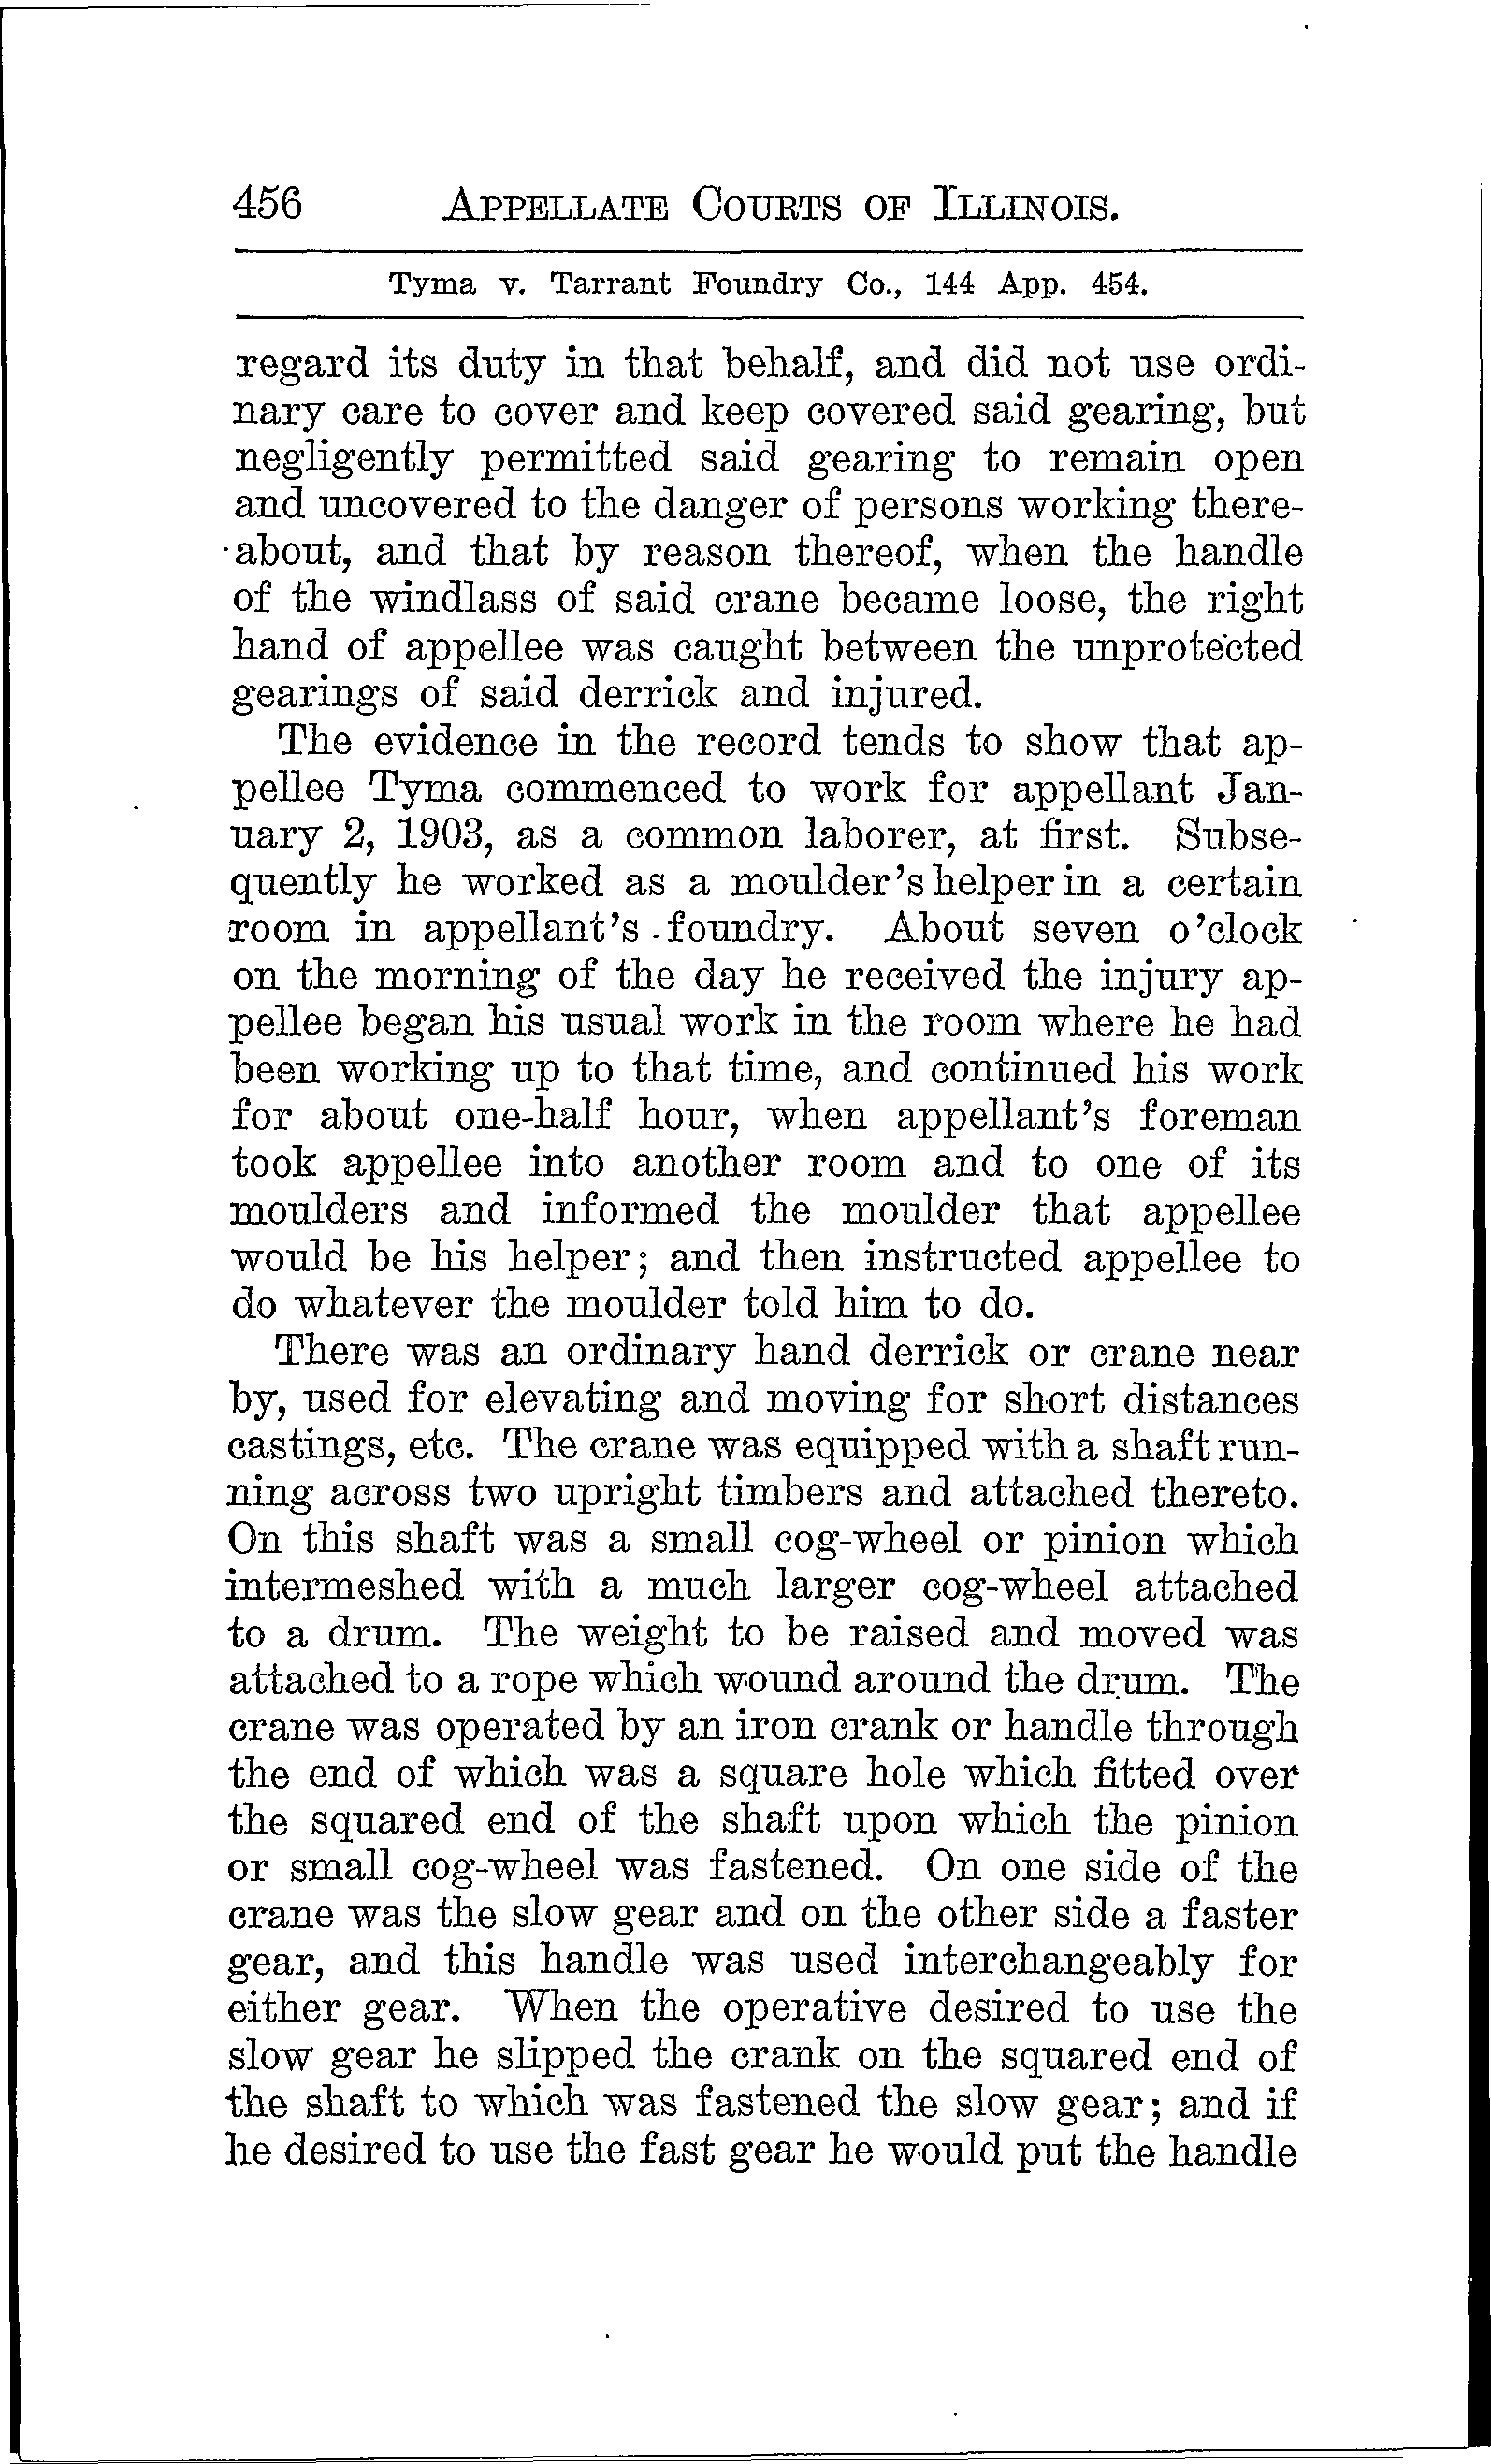 456 APPELLATE COURTS OF ILLINOIS.
Tyma v. Tarrant Foundry Co., 144 App. 454.
regard its duty in that behalf, and did not use ordi-
nary care to cover and keep covered said gearing, but
negligently permitted said gearing to remain open
and uncovered to the danger of persons working there-
about, and that by reason thereof, when the handle
of the windlass of said crane became loose, the right
hand of appellee was caught between the unprotected
gearings of said derrick and injured.
The evidence in the record tends to show that ap-
pellee Tyma commenced to work for appellant Jan-
uary 2, 1903, as a common laborer, at first. Subse-
quently he worked as a moulder's helper in a certain
room in appellant's foundry. About seven o'clock
on the morning of the day he received the injury ap-
pellee began his usual work in the room where he had
been working up to that time, and continued his work
for about one-half hour, when appellant's foreman
took appellee into another room and to one of its
moulders and informed the moulder that appellee
would be his helper; and then instructed appellee to
do whatever the moulder told him to do.
There was an ordinary hand derrick or crane near
by, used for elevating and moving for short distances
castings, etc. The crane was equipped with a shaft run-
ning across two upright timbers and attached thereto.
On this shaft was a small cog-wheel or pinion which
intermeshed with a much larger cog-wheel attached
to a drum. The weight to be raised and moved was
attached to a rope which wound around the drum. The
crane was operated by an iron crank or handle through
the end of which was a square hole which fitted over
the squared end of the shaft upon which the pinion
or small cog-wheel was fastened. On one side of the
crane was the slow gear and on the other side a faster
gear, and this handle was used interchangeably for
either gear. When the operative desired to use the
slow gear he slipped the crank on the squared end of
the shaft to which was fastened the slow gear; and if
he desired to use the fast gear he would put the handle